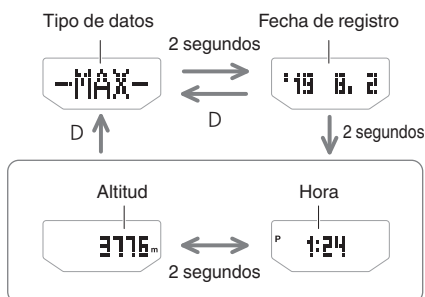 Tipo de datos
Fecha de registro
2 segundos
-MAX-
'19 8. 2
D
D
2 segundos
Altitud
Hora
3776m
P 1:24
2 segundos